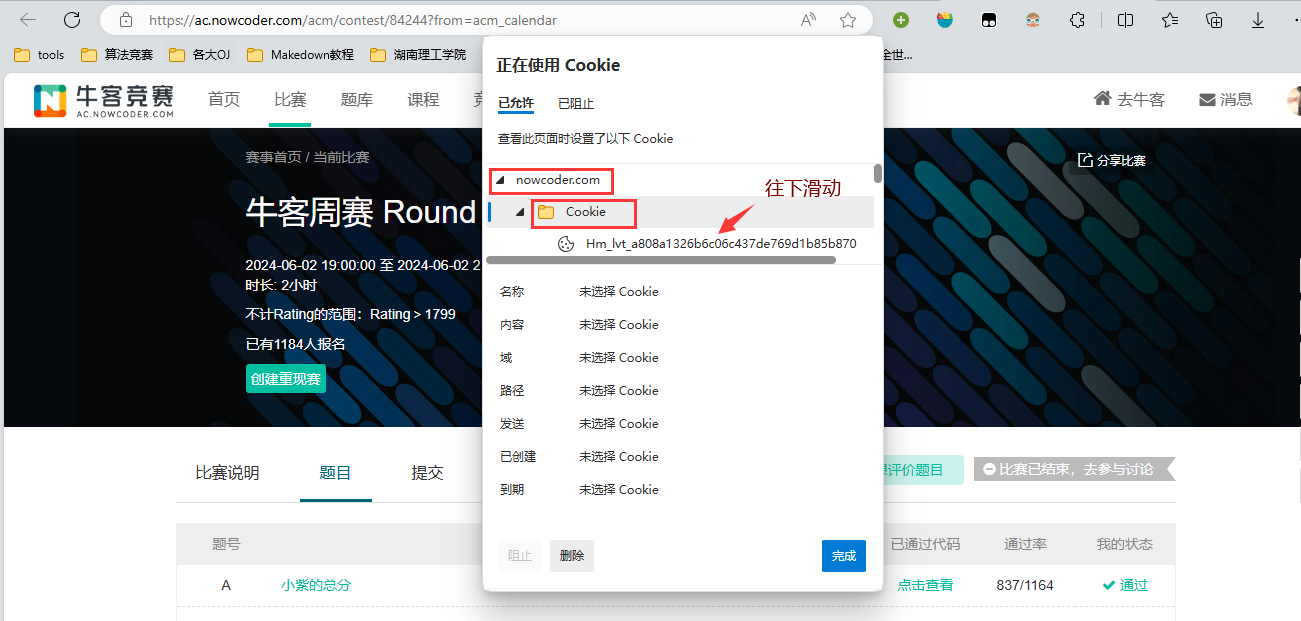 https://ac.nowcoder.com/acm/contest/84244?from=acm_calendar
tools 算法竞赛 各大OJ Makedown教程 湖南理工学院 全世...
牛客竞赛
AC.NOWCODER.COM
首页 比赛 题库 课程 去牛客 消息
赛事首页 / 当前比赛
分享比赛
牛客周赛 Round
2024-06-02 19:00:00 至 2024-06-02 2
时长: 2小时
不计Rating的范围：Rating > 1799
已有1184人报名
创建重现赛
正在使用 Cookie
已允许 已阻止
查看此页面时设置了以下 Cookie
nowcoder.com
往下滑动
Cookie
Hm_lvt_a808a1326b6c06c437de769d1b85b870
名称 未选择 Cookie
内容 未选择 Cookie
域 未选择 Cookie
路径 未选择 Cookie
发送 未选择 Cookie
已创建 未选择 Cookie
到期 未选择 Cookie
阻止 删除 完成
比赛说明 题目 提交 评价题目 比赛已结束，去参与讨论
题号 已通过代码 通过率 我的状态
A 小紫的总分 点击查看 837/1164 通过